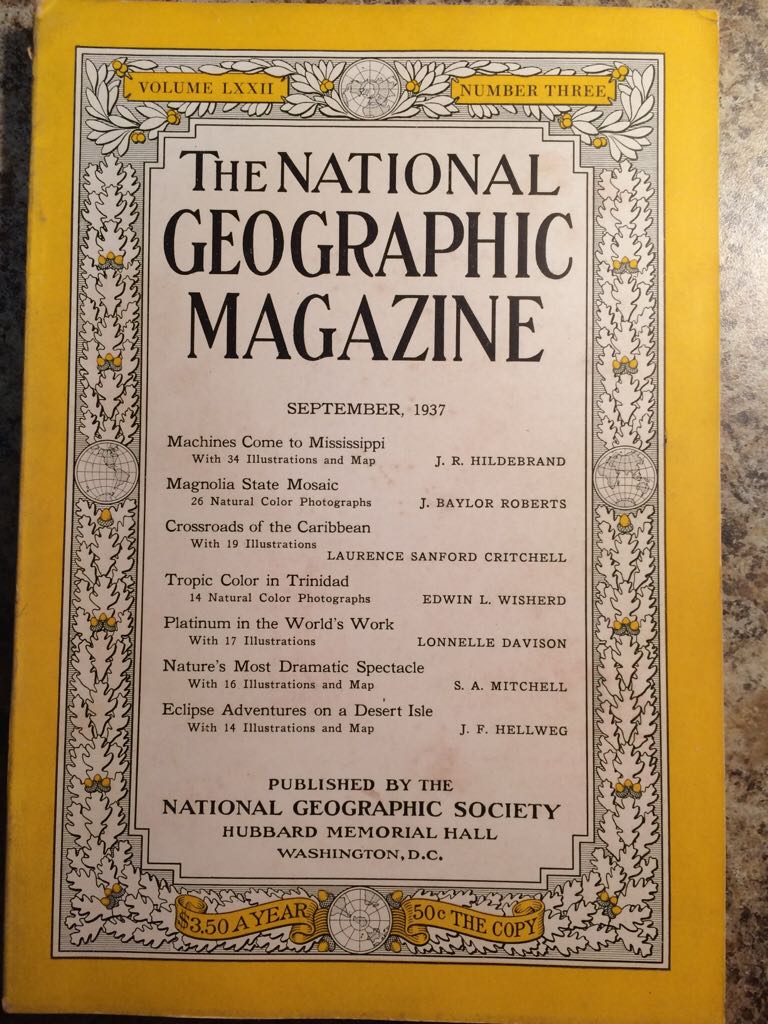 VOLUME LXXII
NUMBER THREE
THE NATIONAL
GEOGRAPHIC
MAGAZINE
SEPTEMBER, 1937
Machines Come to Mississippi
With 34 Illustrations and Map J. R. HILDEBRAND
Magnolia State Mosaic
26 Natural Color Photographs J. BAYLOR ROBERTS
Crossroads of the Caribbean
With 19 Illustrations
LAURENCE SANFORD CRITCHELL
Tropic Color in Trinidad
14 Natural Color Photographs EDWIN L. WISHERD
Platinum in the World's Work
With 17 Illustrations LONNELLE DAVISON
Nature's Most Dramatic Spectacle
With 16 Illustrations and Map S. A. MITCHELL
Eclipse Adventures on a Desert Isle
With 14 Illustrations and Map J. F. HELLWEG
PUBLISHED BY THE
NATIONAL GEOGRAPHIC SOCIETY
HUBBARD MEMORIAL HALL
WASHINGTON, D.C.
$3.50 A YEAR
50c THE COPY